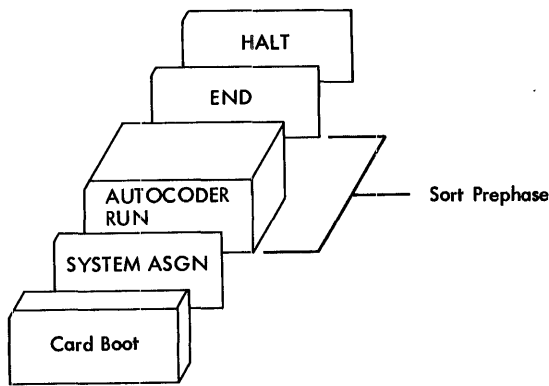 HALT
END
AUTOCODER
RUN
Sort Prephase
SYSTEM ASGN
Card Boot